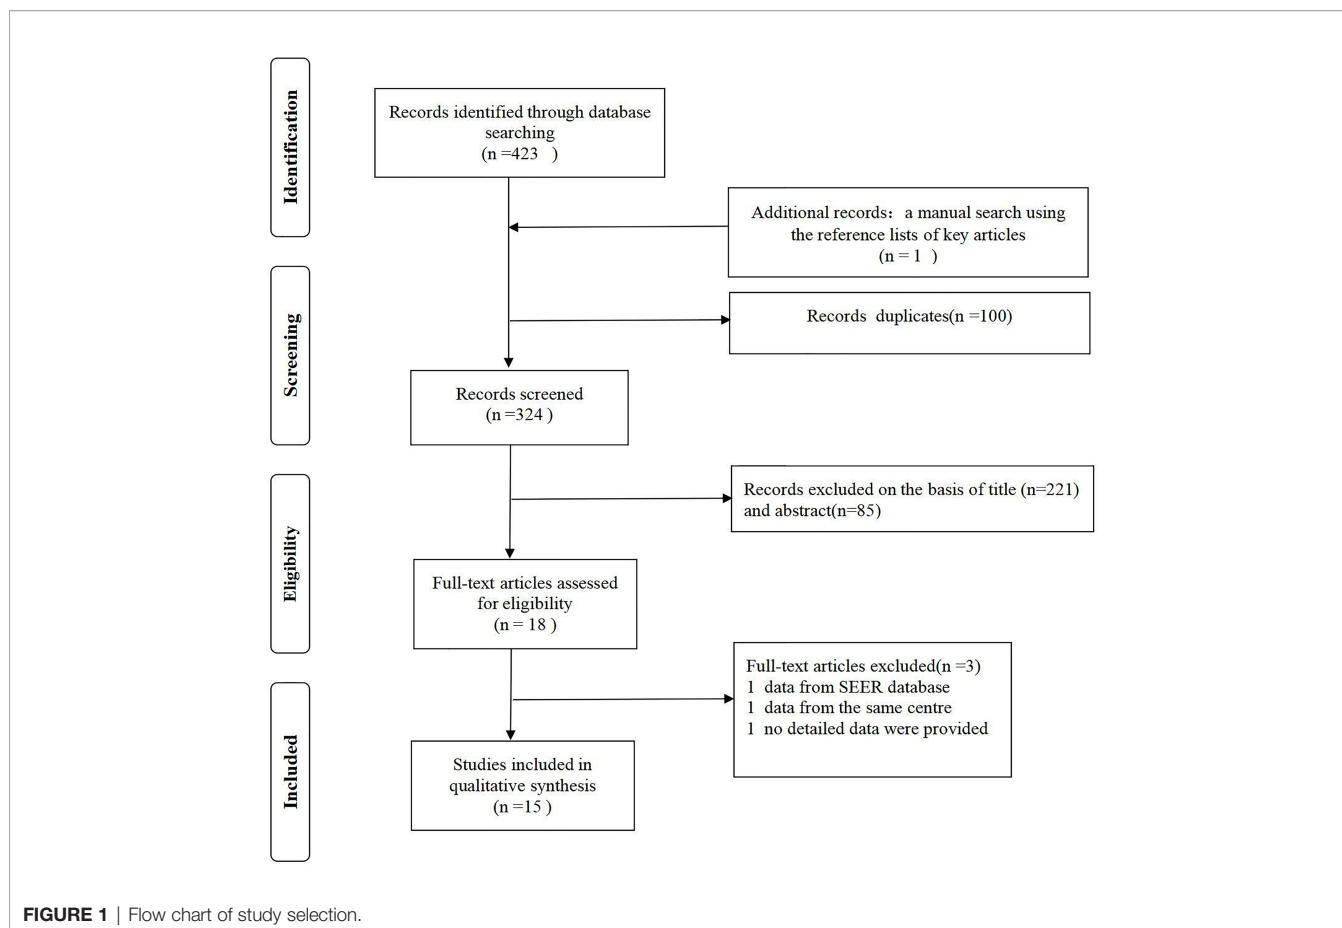 Identification
Records identified through database
searching
(n =423   )
Additional records：a manual search using
the reference lists of key articles
(n = 1  )
Screening
Records  duplicates(n =100)
Records screened
(n =324 )
Eligibility
Records excluded on the basis of title (n=221)
and abstract(n=85)
Full-text articles assessed
for eligibility
(n = 18 )
Included
Full-text articles excluded(n =3)
1  data from SEER database
1  data from the same centre
1  no detailed data were provided
Studies included in
qualitative synthesis
(n =15 )
FIGURE 1 | Flow chart of study selection.